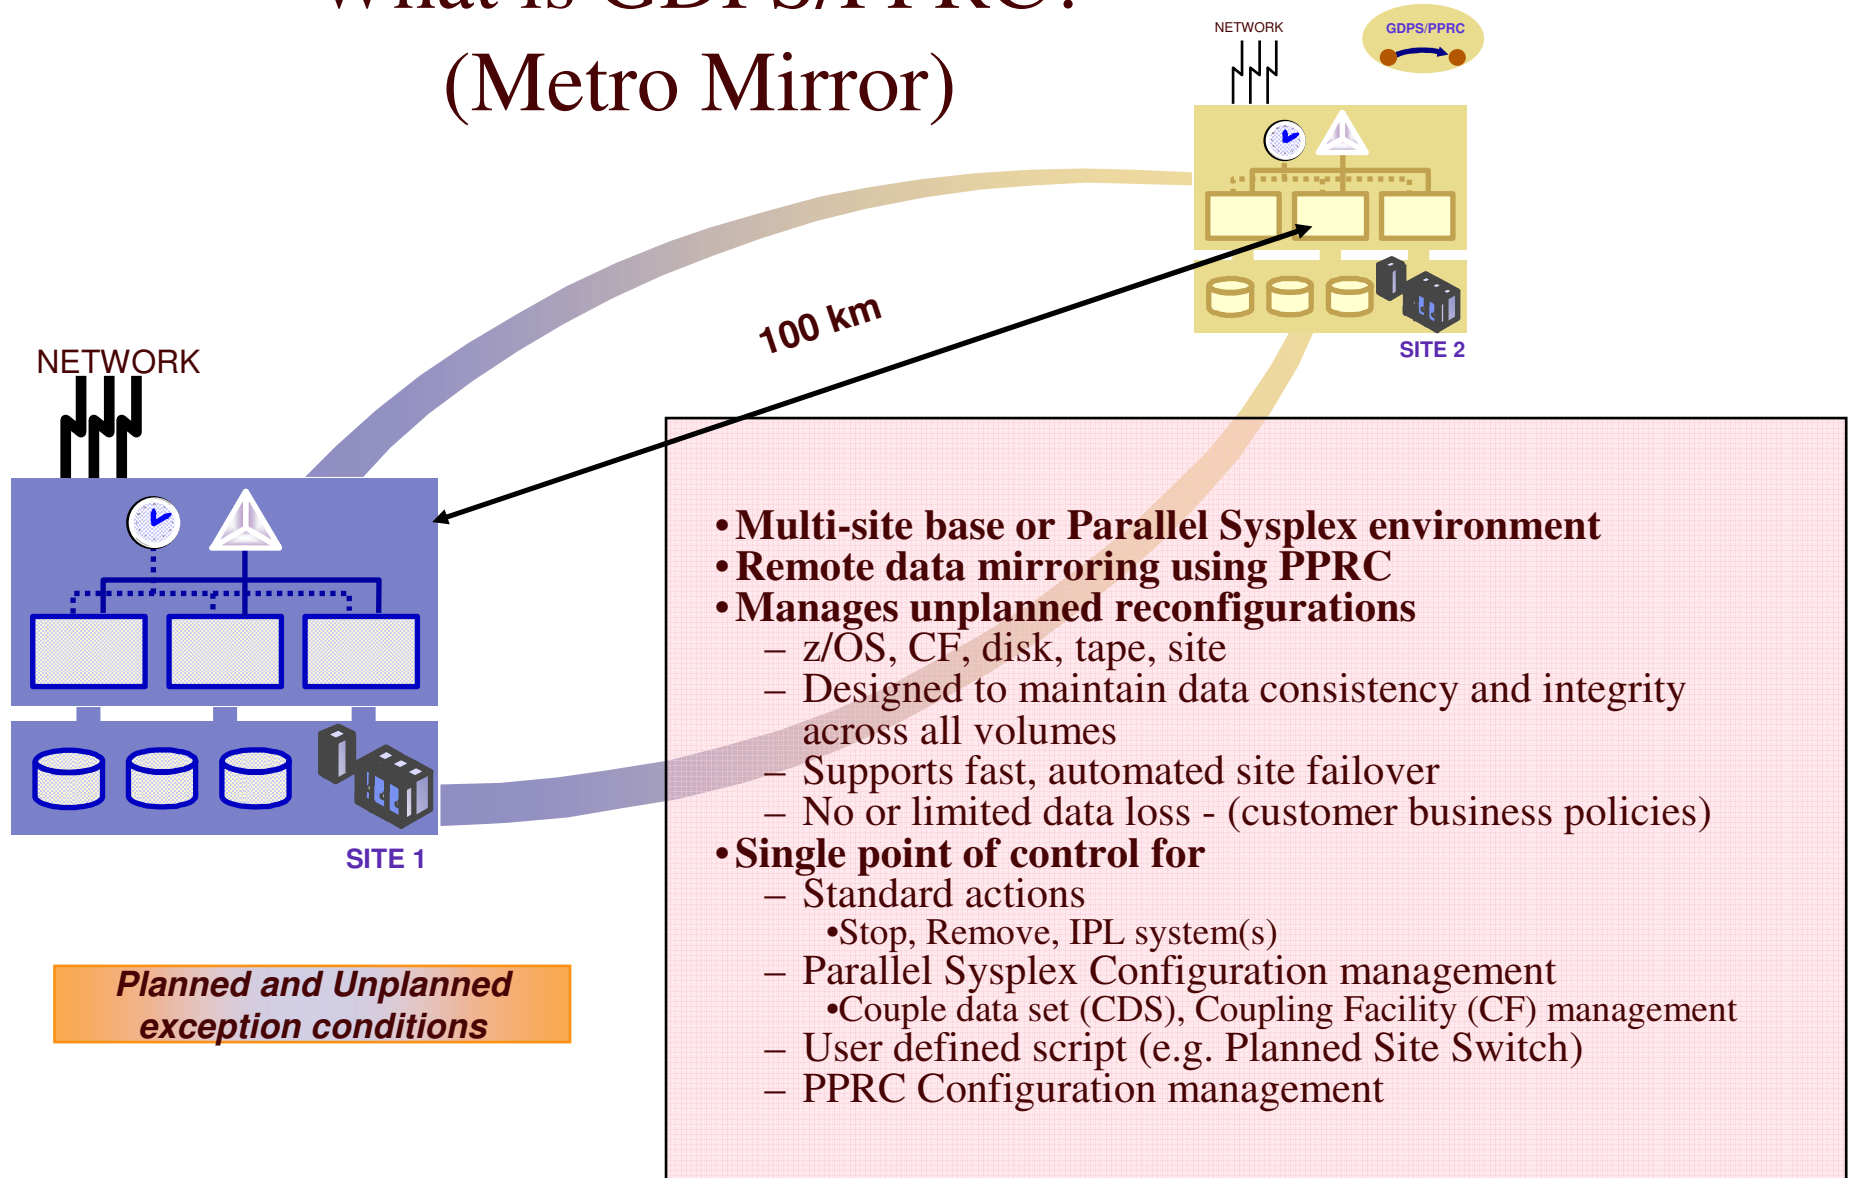 What is GDPS/PPRC?
(Metro Mirror)
NETWORK
GDPS/PPRC
SITE 2
100 km
NETWORK
SITE 1
• Multi-site base or Parallel Sysplex environment
• Remote data mirroring using PPRC
• Manages unplanned reconfigurations
– z/OS, CF, disk, tape, site
– Designed to maintain data consistency and integrity
across all volumes
– Supports fast, automated site failover
– No or limited data loss - (customer business policies)
• Single point of control for
– Standard actions
•Stop, Remove, IPL system(s)
– Parallel Sysplex Configuration management
•Couple data set (CDS), Coupling Facility (CF) management
– User defined script (e.g. Planned Site Switch)
– PPRC Configuration management
Planned and Unplanned
exception conditions